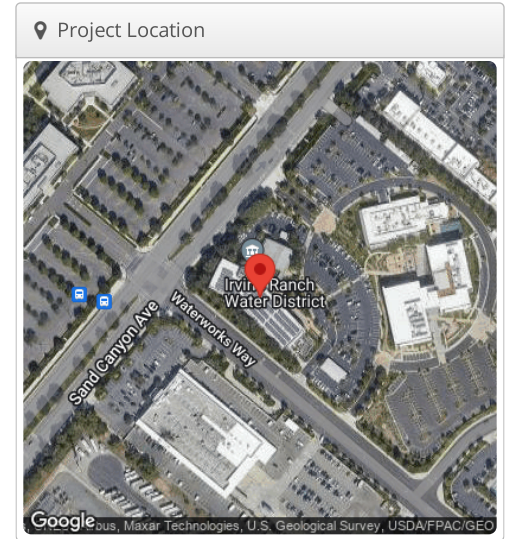 Project Location
Irvine Ranch
Water District
Waterworks Way
Sand Canyon Ave
Google
Maxar Technologies, U.S. Geological Survey, USDA/FPAC/GEO